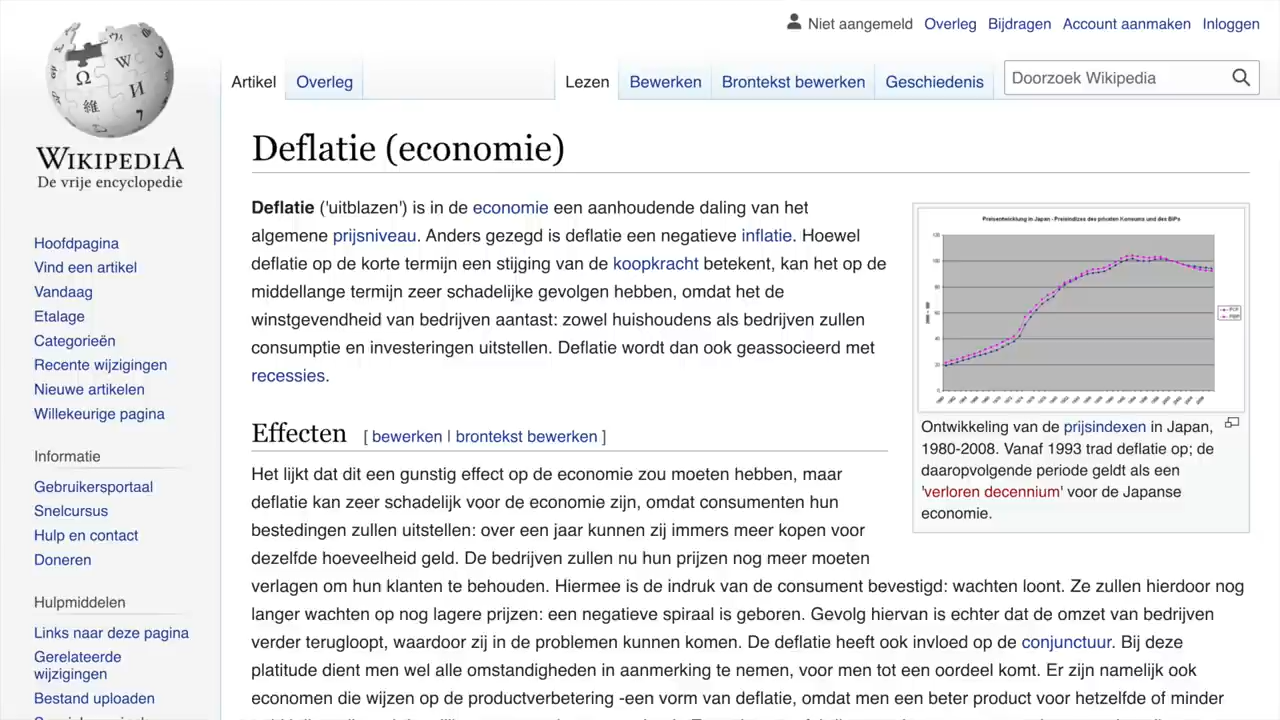 Niet aangemeld Overleg Bijdragen Account aanmaken Inloggen
Artikel Overleg Lezen Bewerken Brontekst bewerken Geschiedenis Doorzoek Wikipedia
WIKIPEDIA
De vrije encyclopedie
Hoofdpagina
Vind een artikel
Vandaag
Etalage
Categorieën
Recente wijzigingen
Nieuwe artikelen
Willekeurige pagina
Informatie
Gebruikersportaal
Snelcursus
Hulp en contact
Doneren
Hulpmiddelen
Links naar deze pagina
Gerelateerde
wijzigingen
Bestand uploaden
Deflatie (economie)
Deflatie ('uitblazen') is in de economie een aanhoudende daling van het
algemene prijsniveau. Anders gezegd is deflatie een negatieve inflatie. Hoewel
deflatie op de korte termijn een stijging van de koopkracht betekent, kan het op de
middellange termijn zeer schadelijke gevolgen hebben, omdat het de
winstgevendheid van bedrijven aantast: zowel huishoudens als bedrijven zullen
consumptie en investeringen uitstellen. Deflatie wordt dan ook geassocieerd met
recessies.
Preisentwicklung in Japan - Preisindizes des privaten Konsums und des BIPs
Ontwikkeling van de prijsindexen in Japan,
1980-2008. Vanaf 1993 trad deflatie op; de
daaropvolgende periode geldt als een
'verloren decennium' voor de Japanse
economie.
Effecten [ bewerken | brontekst bewerken ]
Het lijkt dat dit een gunstig effect op de economie zou moeten hebben, maar
deflatie kan zeer schadelijk voor de economie zijn, omdat consumenten hun
bestedingen zullen uitstellen: over een jaar kunnen zij immers meer kopen voor
dezelfde hoeveelheid geld. De bedrijven zullen nu hun prijzen nog meer moeten
verlagen om hun klanten te behouden. Hiermee is de indruk van de consument bevestigd: wachten loont. Ze zullen hierdoor nog
langer wachten op nog lagere prijzen: een negatieve spiraal is geboren. Gevolg hiervan is echter dat de omzet van bedrijven
verder terugloopt, waardoor zij in de problemen kunnen komen. De deflatie heeft ook invloed op de conjunctuur. Bij deze
platitude dient men wel alle omstandigheden in aanmerking te nemen, voor men tot een oordeel komt. Er zijn namelijk ook
economen die wijzen op de productverbetering -een vorm van deflatie, omdat men een beter product voor hetzelfde of minder